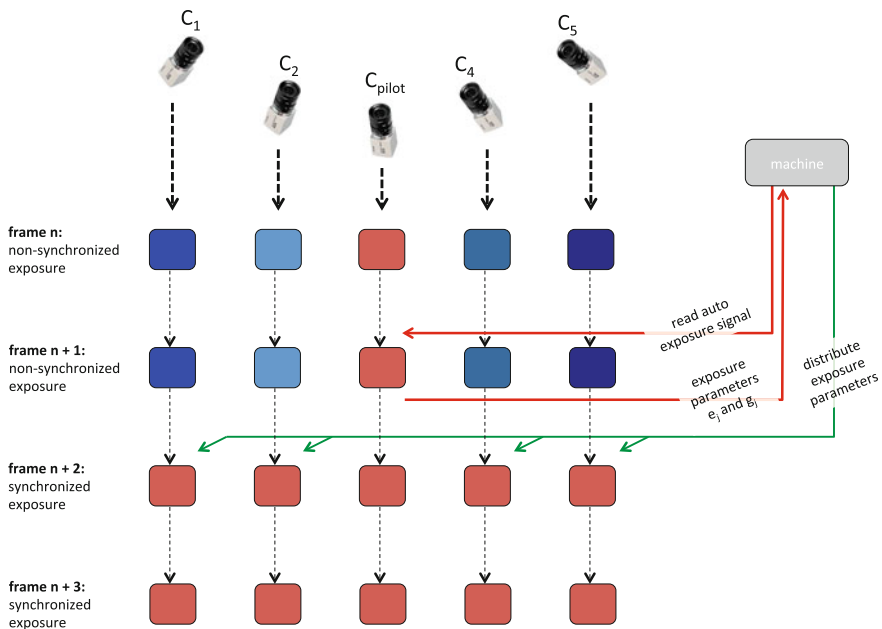 C1
C2
Cpilot
C4
C5
machine
frame n:
non-synchronized
exposure
read auto
exposure signal
frame n + 1:
non-synchronized
exposure
exposure
parameters
ej and gj
distribute
exposure
parameters
frame n + 2:
synchronized
exposure
frame n + 3:
synchronized
exposure